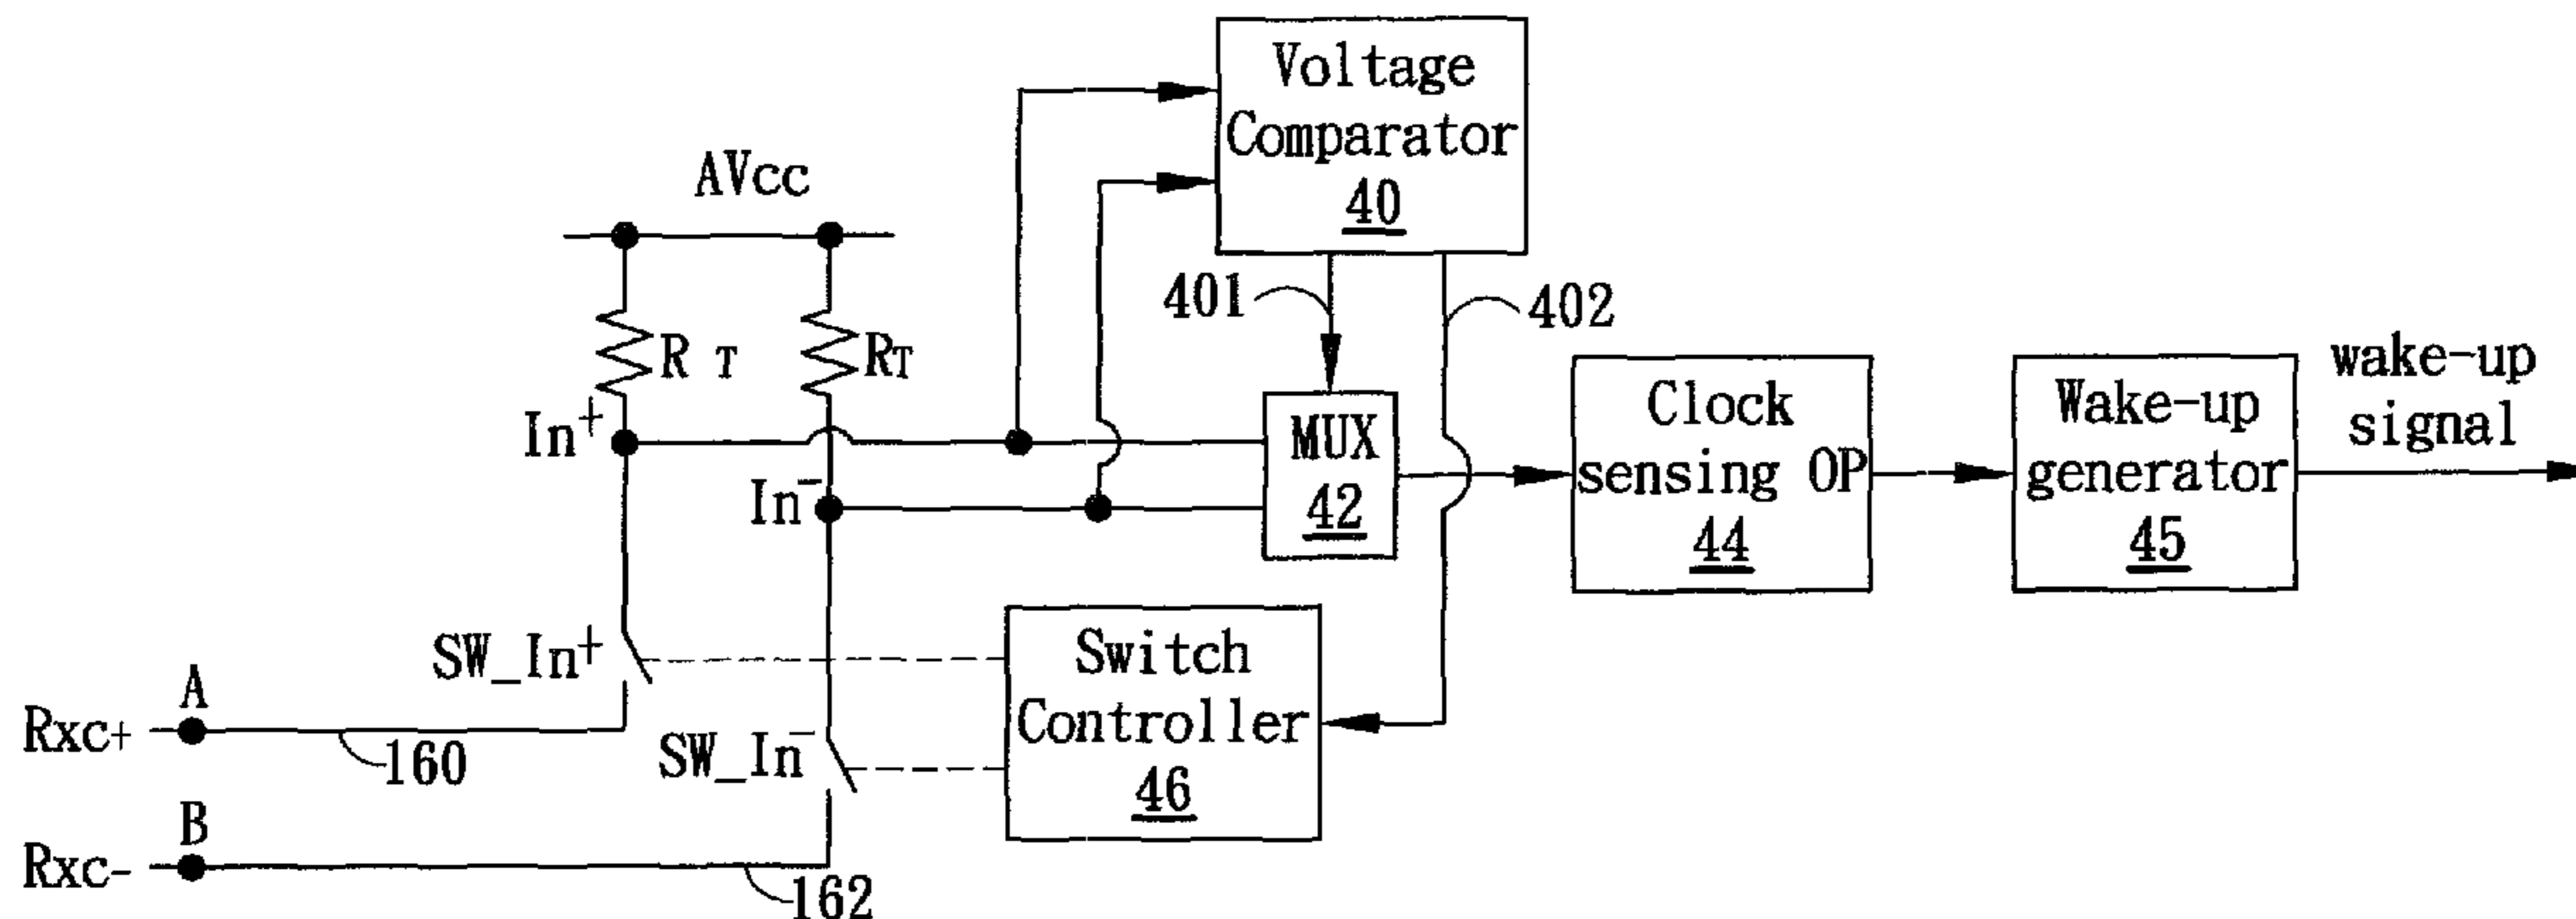 Voltage
Comparator
40
AVcc
401
402
R T
RT
In+
In-
MUX
42
Clock
sensing OP
44
Wake-up
generator
45
wake-up
signal
SW_In+
SW_In-
Switch
Controller
46
A
Rxc+
160
B
Rxc-
162